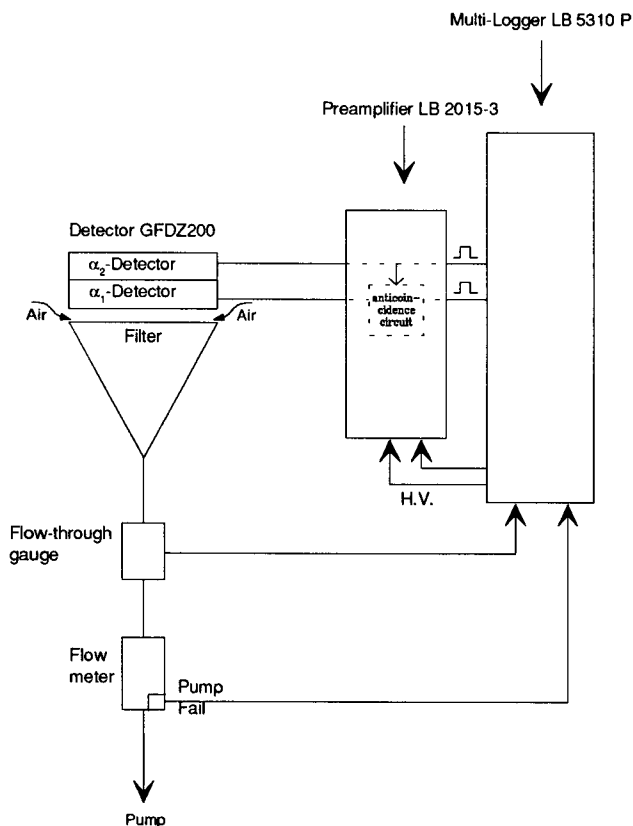 Multi-Logger LB 5310 P
Preamplifier LB 2015-3
Detector GFDZ200
α2-Detector
α1-Detector
Air
Air
Filter
anticoin-
cidence
circuit
H.V.
Flow-through
gauge
Flow
meter
Pump
Fail
Pump